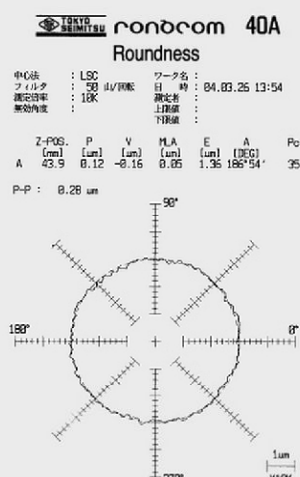 TOKYO SEIMITSU rondcom 40A
Roundness
中心法 : LSC ワーク名 :
フィルタ : 50 山/回転 日 時 : 04.03.26 13:54
測定倍率 : 10K 測定者 :
無効角度 : 上限値 :
下限値 :
Z-POS. P V MLA E A Pc
[mm] [um] [um] [um] [um] [DEG]
A 43.9 0.12 -0.16 0.05 1.36 186°54' 35
P-P : 0.28 um
90°
180° 0°
1um
270°